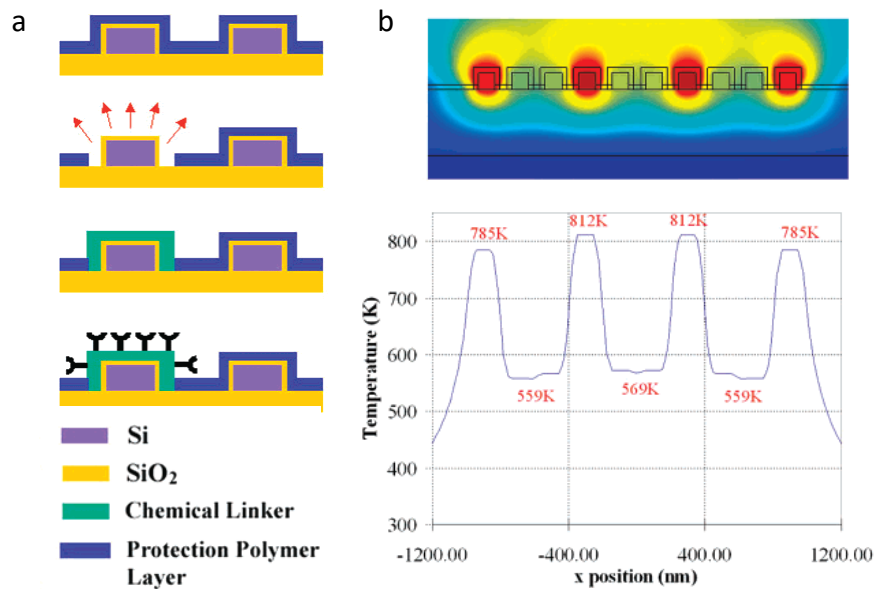 a
Si
SiO₂
Chemical Linker
Protection Polymer
Layer
b
785K 812K 812K 785K
559K 569K 559K
Temperature (K)
800
700
600
500
400
300
-1200.00 -400.00 400.00 1200.00
x position (nm)